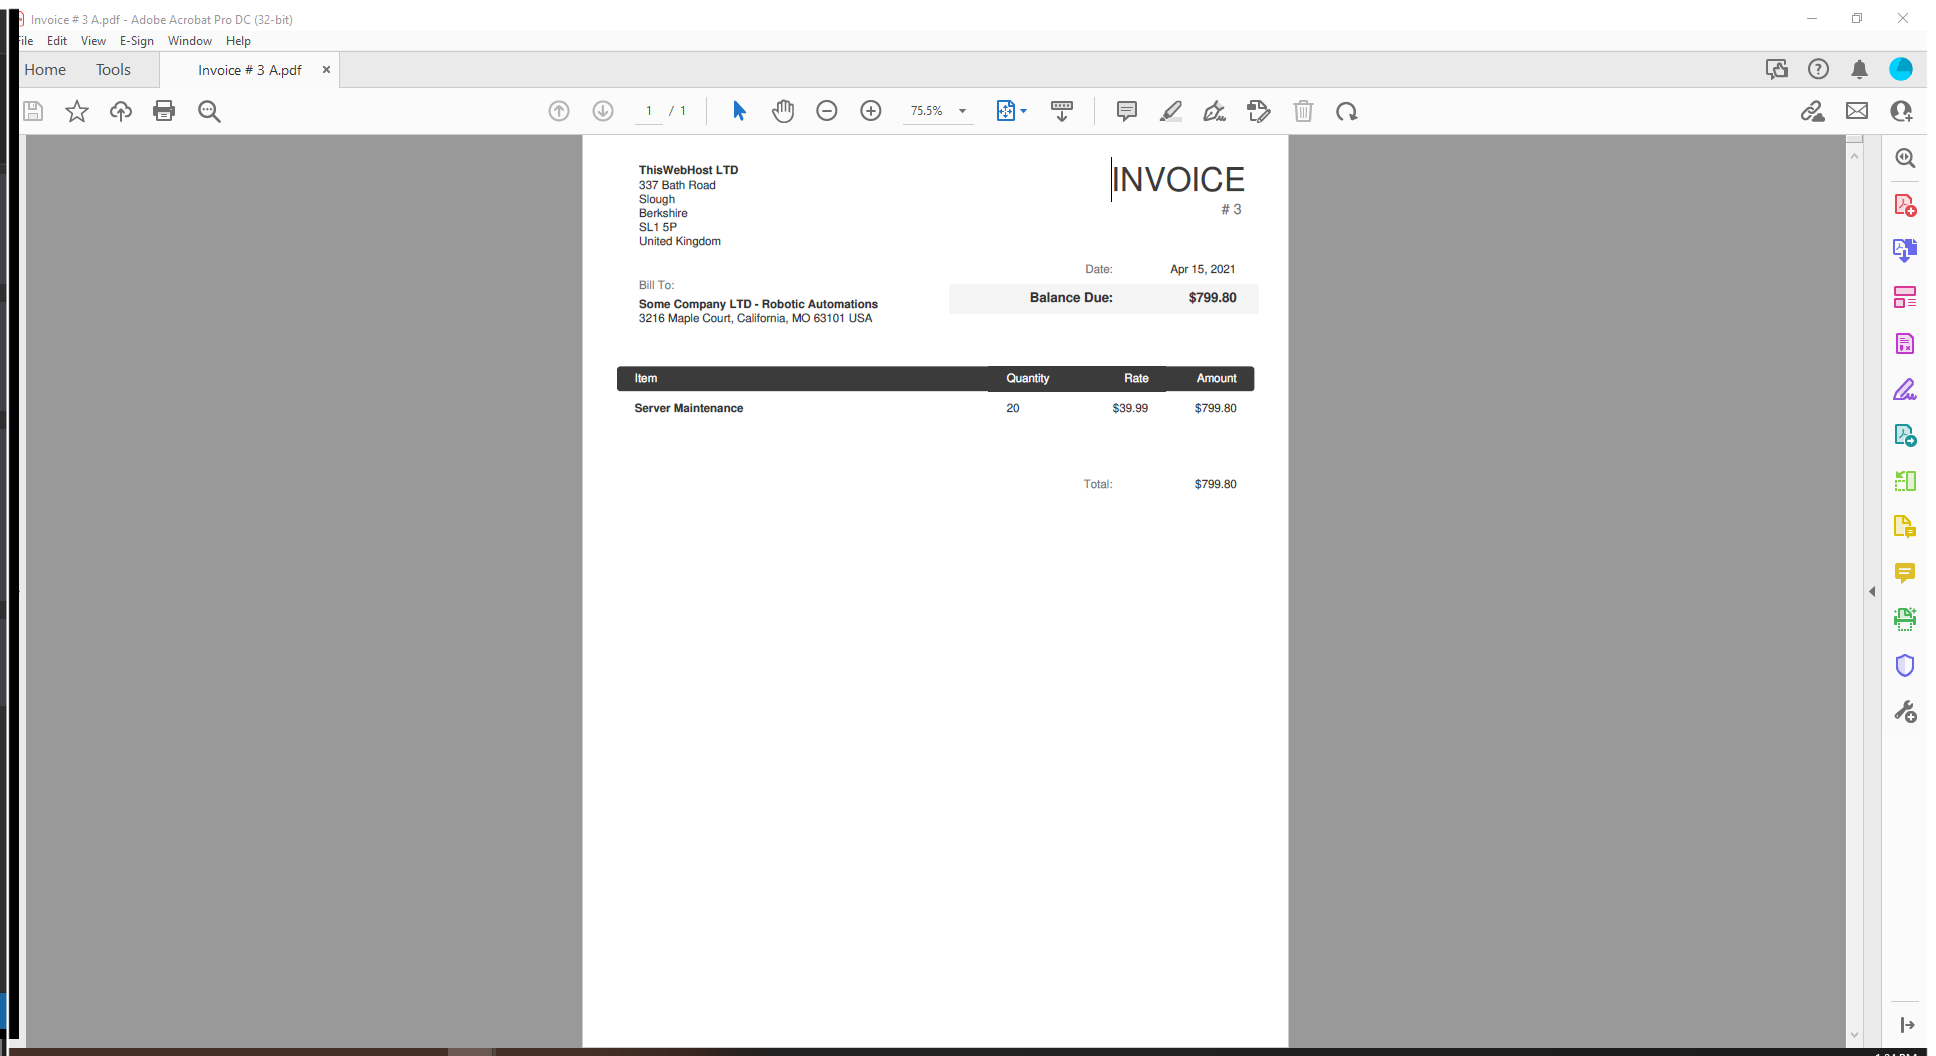 Invoice # 3 A.pdf - Adobe Acrobat Pro DC (32-bit)
File Edit View E-Sign Window Help
Home Tools Invoice # 3 A.pdf ×
1 / 1 75.5%
ThisWebHost LTD
337 Bath Road
Slough
Berkshire
SL1 5P
United Kingdom
INVOICE
# 3
Date: Apr 15, 2021
Balance Due: $799.80
Bill To:
Some Company LTD - Robotic Automations
3216 Maple Court, California, MO 63101 USA
Item Quantity Rate Amount
Server Maintenance 20 $39.99 $799.80
Total: $799.80